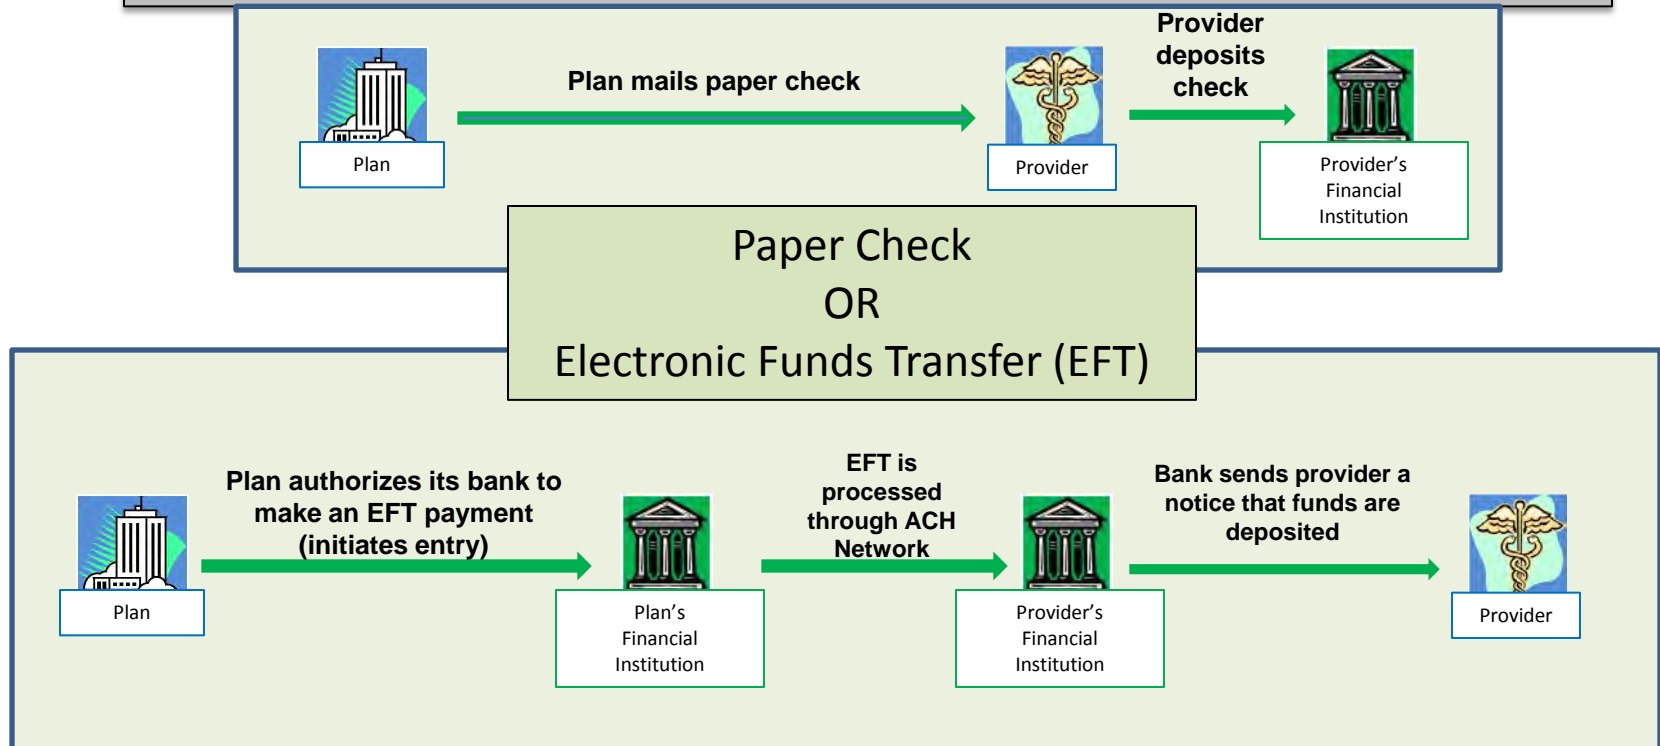 Plan mails paper check
Provider
deposits
check
Plan
Provider
Provider's
Financial
Institution
Paper Check
OR
Electronic Funds Transfer (EFT)
Plan authorizes its bank to
make an EFT payment
(initiates entry)
EFT is
processed
through ACH
Network
Bank sends provider a
notice that funds are
deposited
Plan
Plan's
Financial
Institution
Provider's
Financial
Institution
Provider